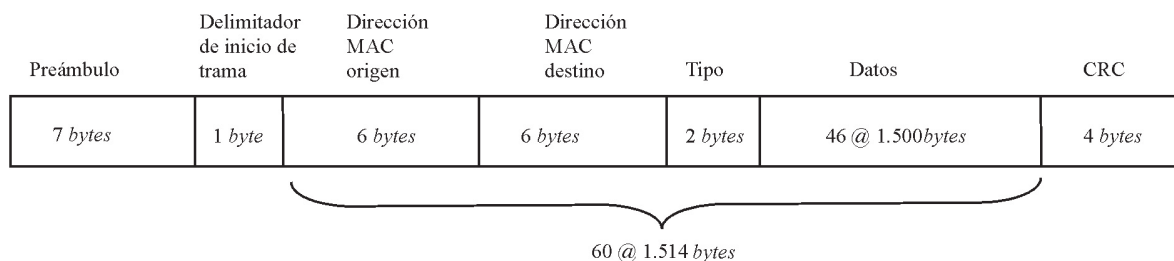 Delimitador
de inicio de
trama
Dirección
MAC
origen
Dirección
MAC
destino
Preámbulo
Tipo
Datos
CRC
7 bytes
1 byte
6 bytes
6 bytes
2 bytes
46 @ 1.500bytes
4 bytes
60 @ 1.514 bytes